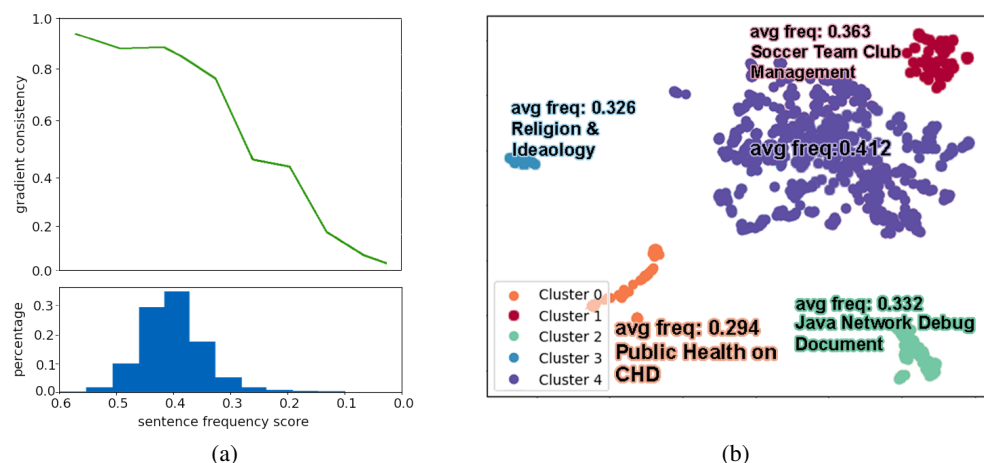 1.0
0.8
0.6
0.4
0.2
0.0
gradient consistency
0.3
0.2
0.1
0.0
percentage
0.6 0.5 0.4 0.3 0.2 0.1 0.0
sentence frequency score
(a)
avg freq: 0.363
Soccer Team Club
Management
avg freq: 0.326
Religion &
Ideaology
avg freq:0.412
Cluster 0
Cluster 1
Cluster 2
Cluster 3
Cluster 4
avg freq: 0.294
Public Health on
CHD
avg freq: 0.332
Java Network Debug
Document
(b)